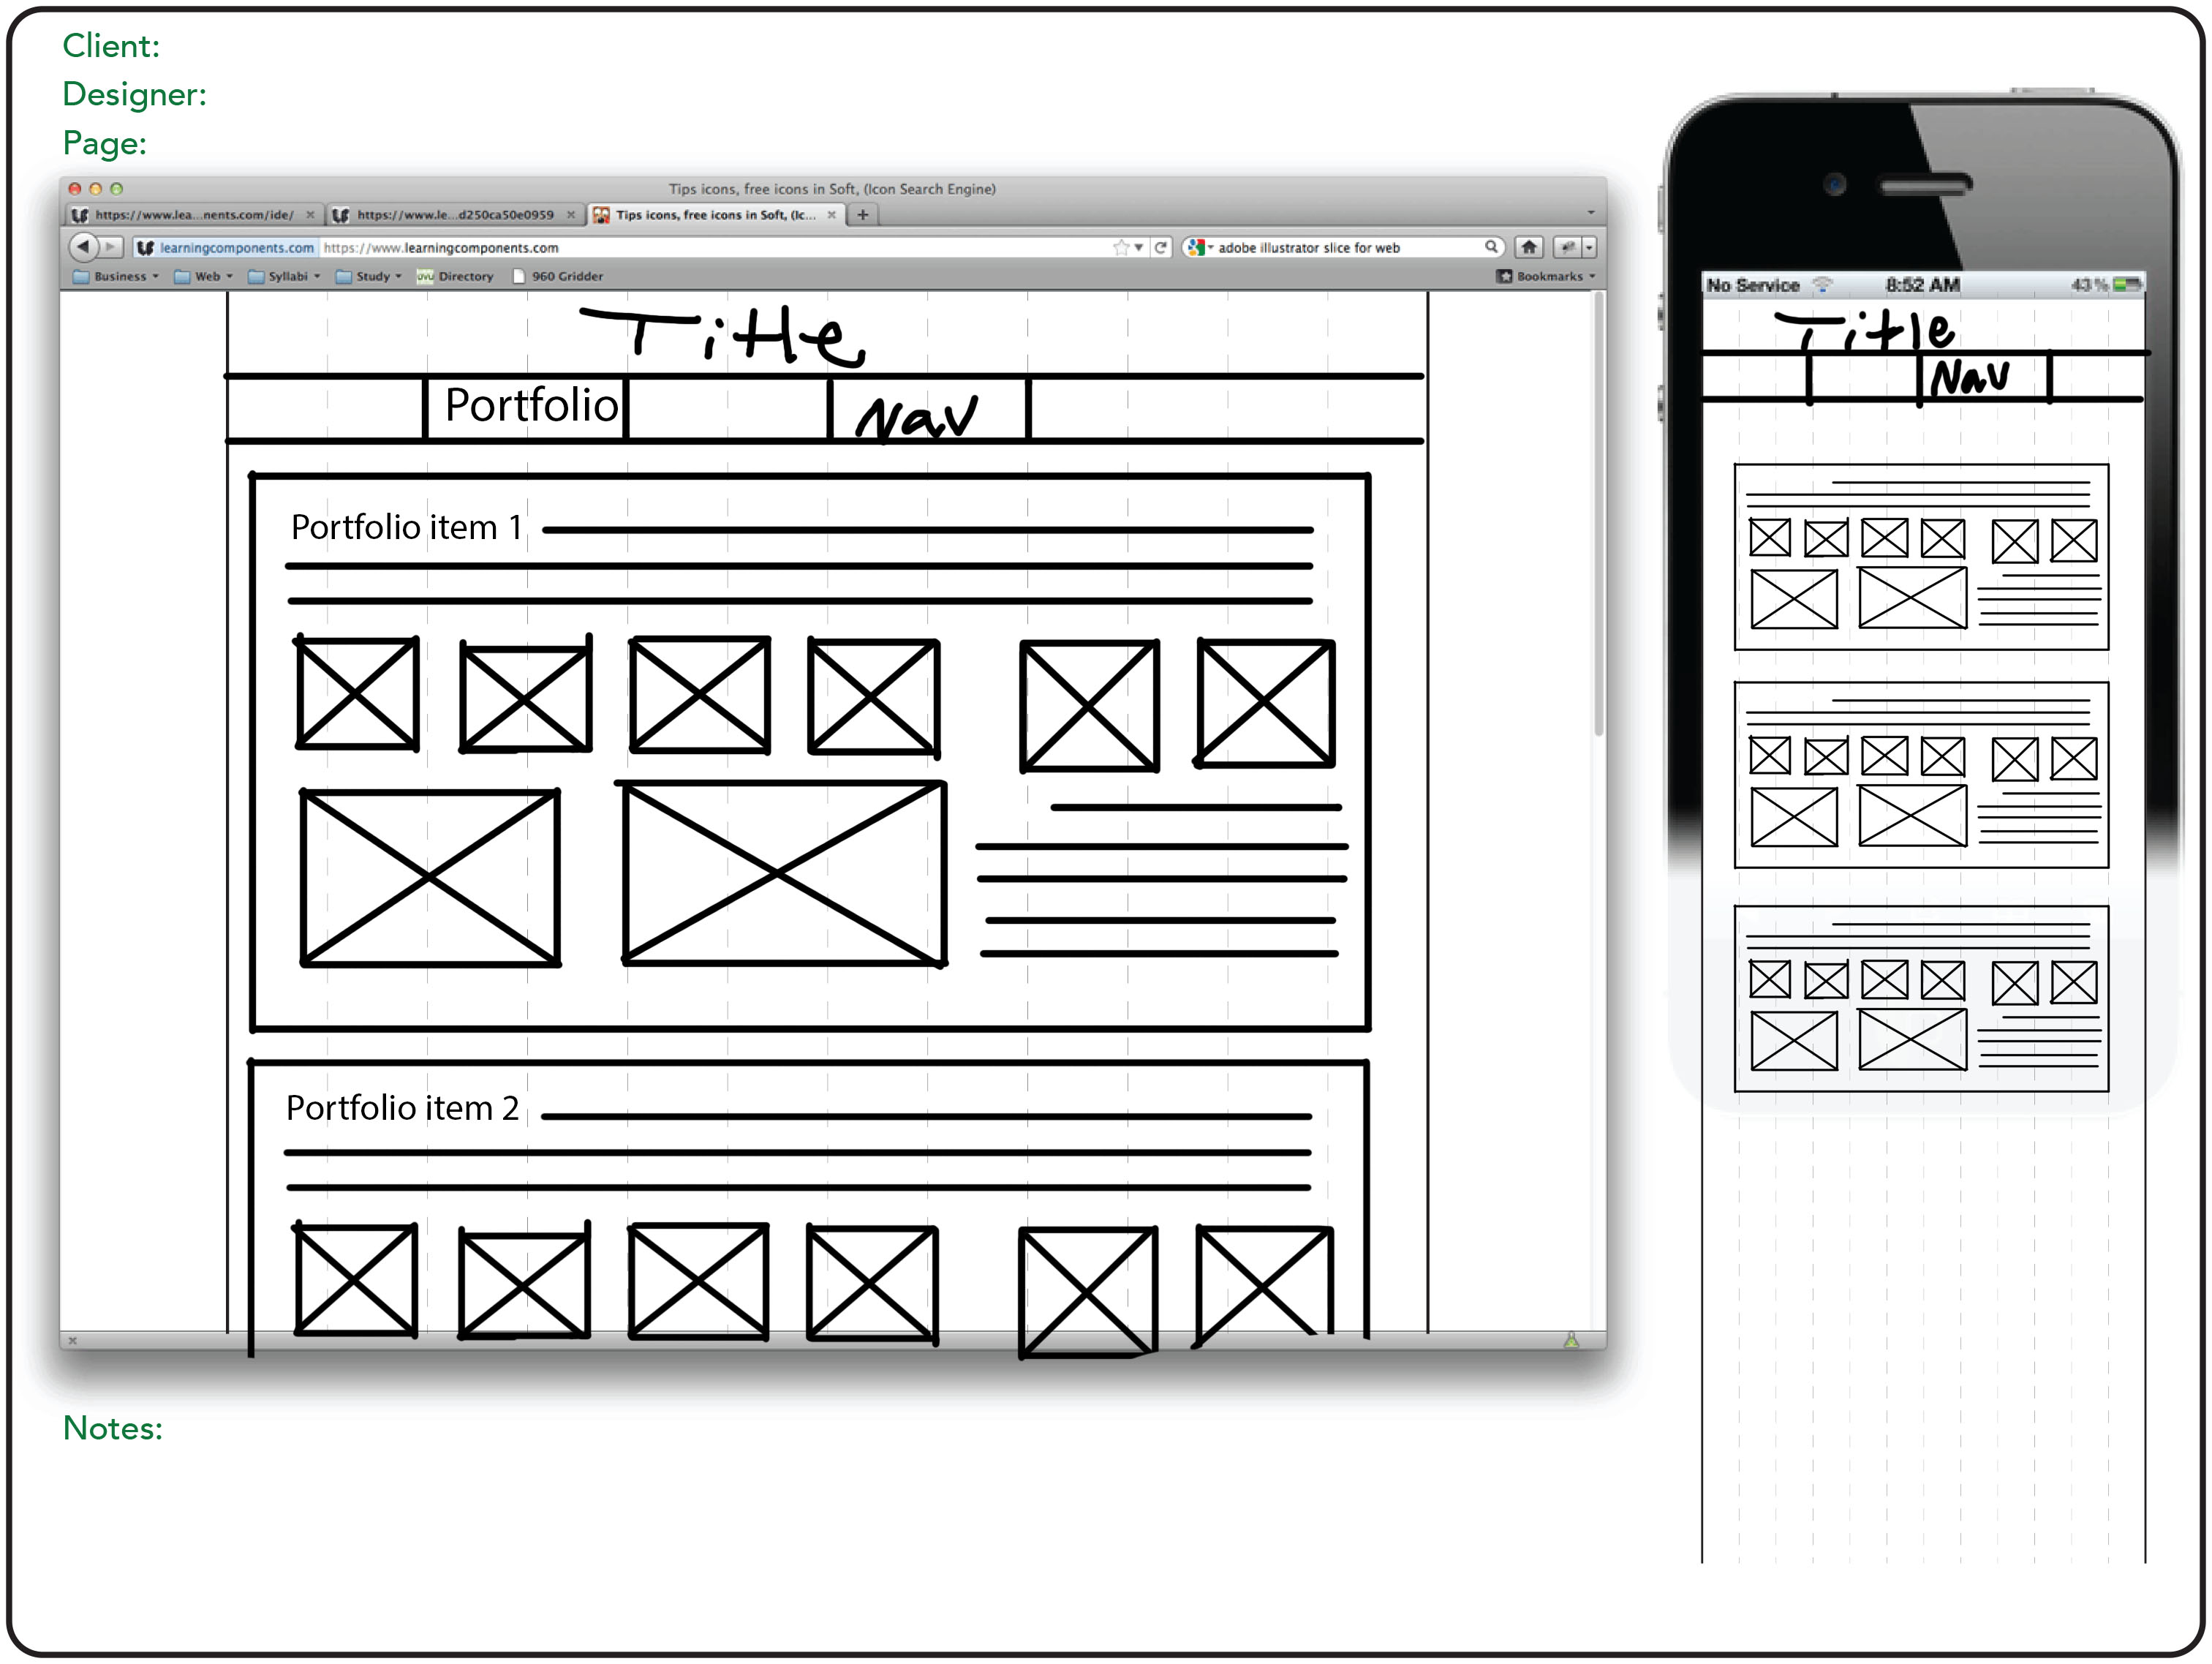 Client:
Designer:
Page:
Tips icons, free icons in Soft, (Icon Search Engine)
https://www.lea...nents.com/ide/ https://www.le...d250ca50e0959 Tips icons, free icons in Soft, (Ic...
learningcomponents.com https://www.learningcomponents.com adobe illustrator slice for web
Business Web Syllabi Study ovu Directory 960 Gridder Bookmarks
Title
Portfolio Nav
Portfolio item 1
Portfolio item 2
Notes:
No Service 8:52 AM 43%
Title
Nav